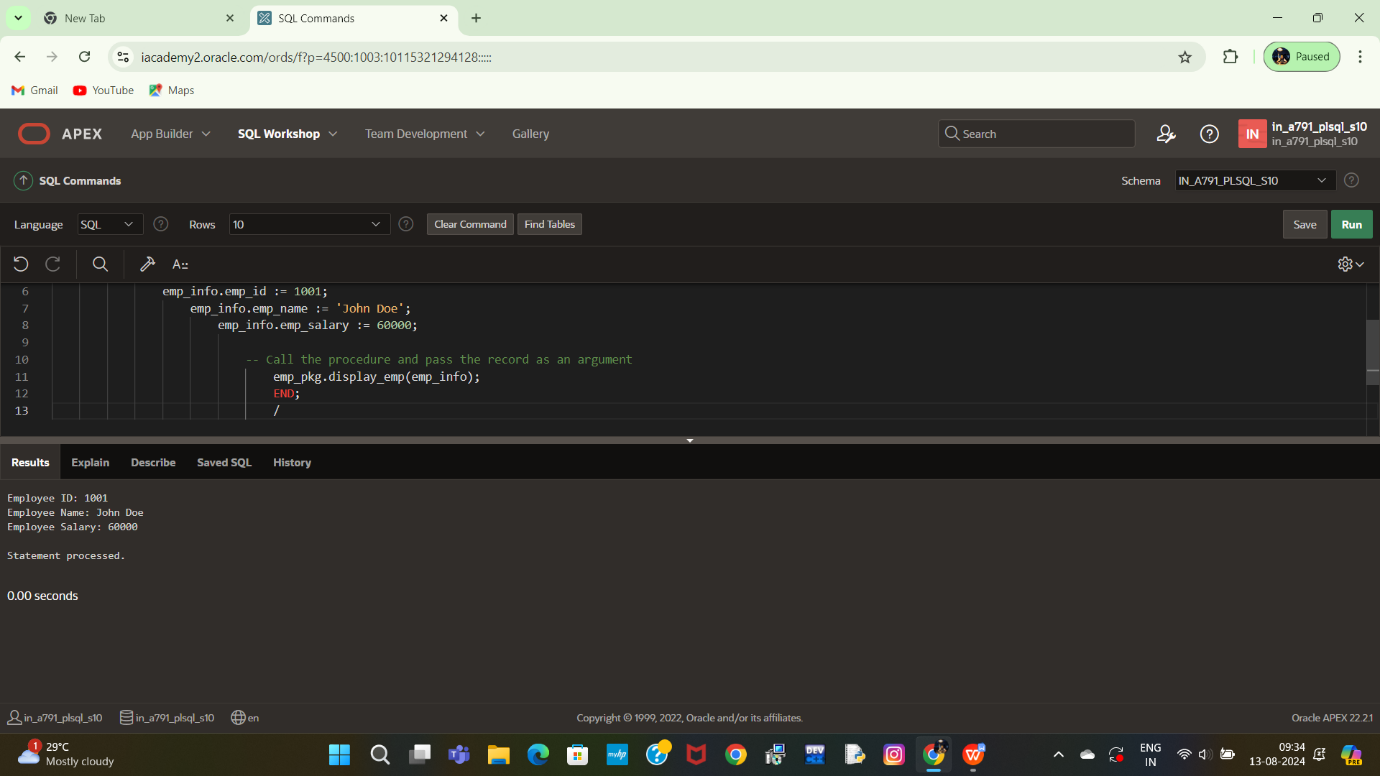 New Tab
SQL Commands
iacademy2.oracle.com/ords/f?p=4500:1003:10115321294128:::::
Paused
Gmail YouTube Maps
APEX App Builder SQL Workshop Team Development Gallery Search IN in_a791_plsql_s10
in_a791_plsql_s10
SQL Commands Schema IN_A791_PLSQL_S10
Language SQL Rows 10 Clear Command Find Tables Save Run
A::
6 emp_info.emp_id := 1001;
7 emp_info.emp_name := 'John Doe';
8 emp_info.emp_salary := 60000;
9
10 -- Call the procedure and pass the record as an argument
11 emp_pkg.display_emp(emp_info);
12 END;
13 /
Results Explain Describe Saved SQL History
Employee ID: 1001
Employee Name: John Doe
Employee Salary: 60000
Statement processed.
0.00 seconds
in_a791_plsql_s10 in_a791_plsql_s10 en Copyright © 1999, 2022, Oracle and/or its affiliates. Oracle APEX 22.2.1
1 29°C
Mostly cloudy
myhp
DEV
ENG
IN
09:34
13-08-2024
PRE